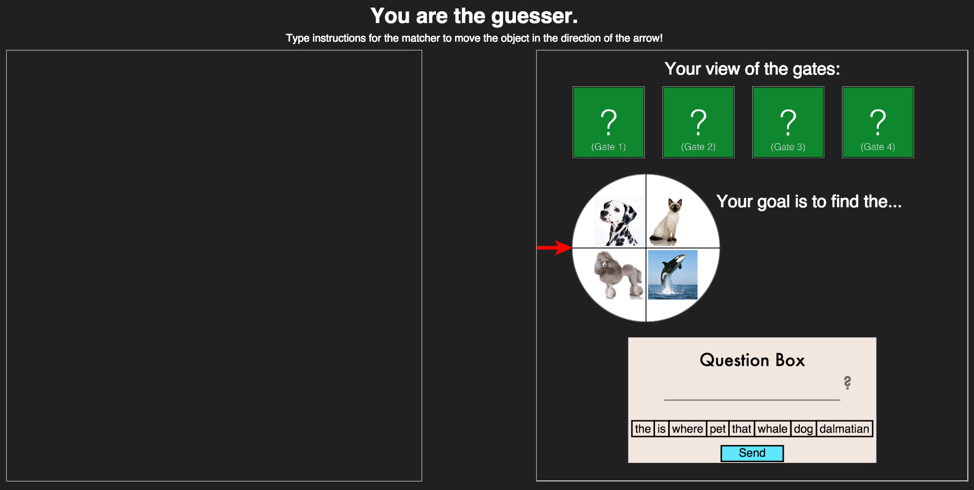 You are the guesser.
Type instructions for the matcher to move the object in the direction of the arrow!
Your view of the gates:
? ? ? ?
(Gate 1) (Gate 2) (Gate 3) (Gate 4)
Your goal is to find the...
Question Box
?
the is where pet that whale dog dalmatian
Send